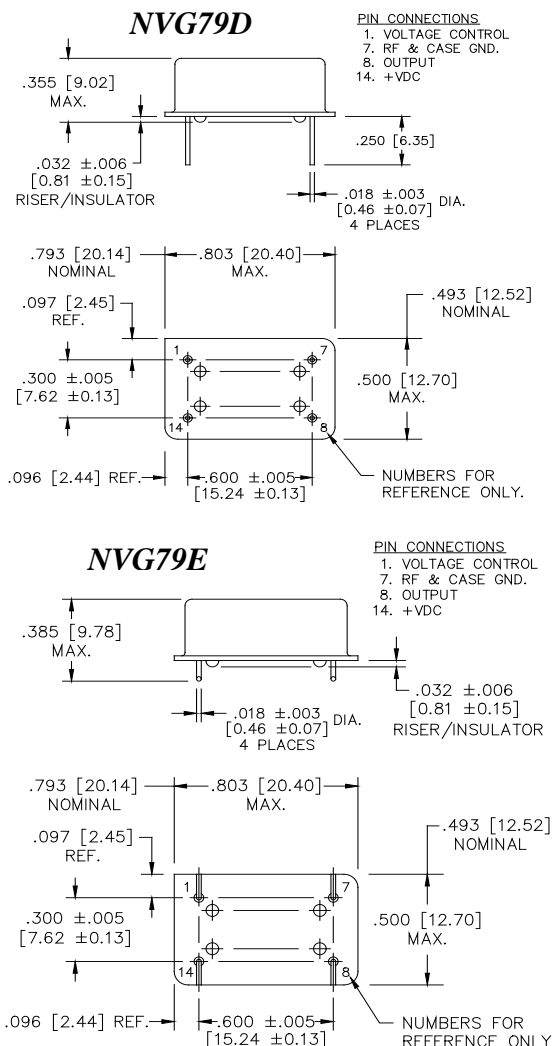 NVG79D
PIN CONNECTIONS
1. VOLTAGE CONTROL
7. RF & CASE GND.
8. OUTPUT
14. +VDC
.355 [9.02]
MAX.
.032 ±.006
[0.81 ±0.15]
RISER/INSULATOR
.250 [6.35]
.018 ±.003
[0.46 ±0.07] DIA.
4 PLACES
.793 [20.14]
NOMINAL
.803 [20.40]
MAX.
.097 [2.45]
REF.
.493 [12.52]
NOMINAL
1
7
.300 ±.005
[7.62 ±0.13]
.500 [12.70]
MAX.
14
8
.096 [2.44] REF.
.600 ±.005
[15.24 ±0.13]
NUMBERS FOR
REFERENCE ONLY.
NVG79E
PIN CONNECTIONS
1. VOLTAGE CONTROL
7. RF & CASE GND.
8. OUTPUT
14. +VDC
.385 [9.78]
MAX.
.032 ±.006
[0.81 ±0.15]
RISER/INSULATOR
.018 ±.003
[0.46 ±0.07] DIA.
4 PLACES
.793 [20.14]
NOMINAL
.803 [20.40]
MAX.
.097 [2.45]
REF.
.493 [12.52]
NOMINAL
1
7
.300 ±.005
[7.62 ±0.13]
.500 [12.70]
MAX.
14
8
.096 [2.44] REF.
.600 ±.005
[15.24 ±0.13]
NUMBERS FOR
REFERENCE ONLY